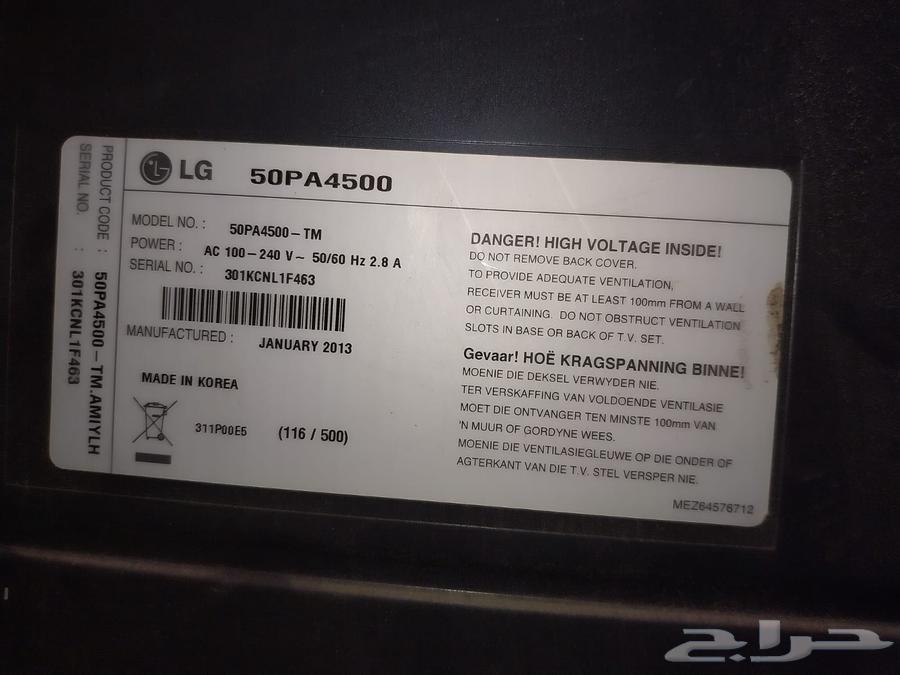 LG 50PA4500
MODEL NO. : 50PA4500-TM
POWER : AC 100-240 V~ 50/60 Hz 2.8 A
SERIAL NO. : 301KCNL1F463
MANUFACTURED : JANUARY 2013
MADE IN KOREA
311P00E5 (116 / 500)
PRODUCT CODE : 50PA4500-TM.AMIYLH
SERIAL NO. : 301KCNL1F463
DANGER! HIGH VOLTAGE INSIDE!
DO NOT REMOVE BACK COVER.
TO PROVIDE ADEQUATE VENTILATION,
RECEIVER MUST BE AT LEAST 100mm FROM A WALL
OR CURTAINING. DO NOT OBSTRUCT VENTILATION
SLOTS IN BASE OR BACK OF T.V. SET.
Gevaar! HOË KRAGSPANNING BINNE!
MOENIE DIE DEKSEL VERWYDER NIE.
TER VERSKAFFING VAN VOLDOENDE VENTILASIE
MOET DIE ONTVANGER TEN MINSTE 100mm VAN
'N MUUR OF GORDYNE WEES.
MOENIE DIE VENTILASIEGLEUWE OP DIE ONDER OF
AGTERKANT VAN DIE T.V. STEL VERSPER NIE.
MEZ64576712
حراج